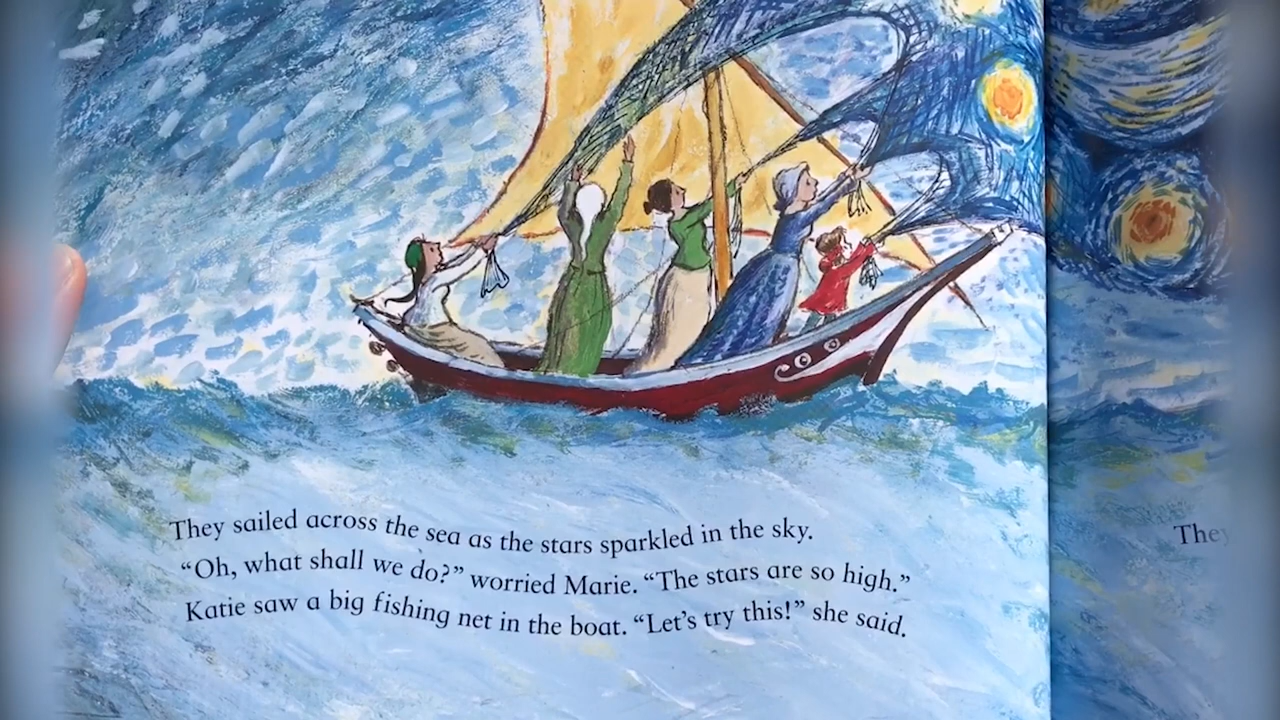 They sailed across the sea as the stars sparkled in the sky.
“Oh, what shall we do?” worried Marie. “The stars are so high.”
Katie saw a big fishing net in the boat. “Let’s try this!” she said.
They